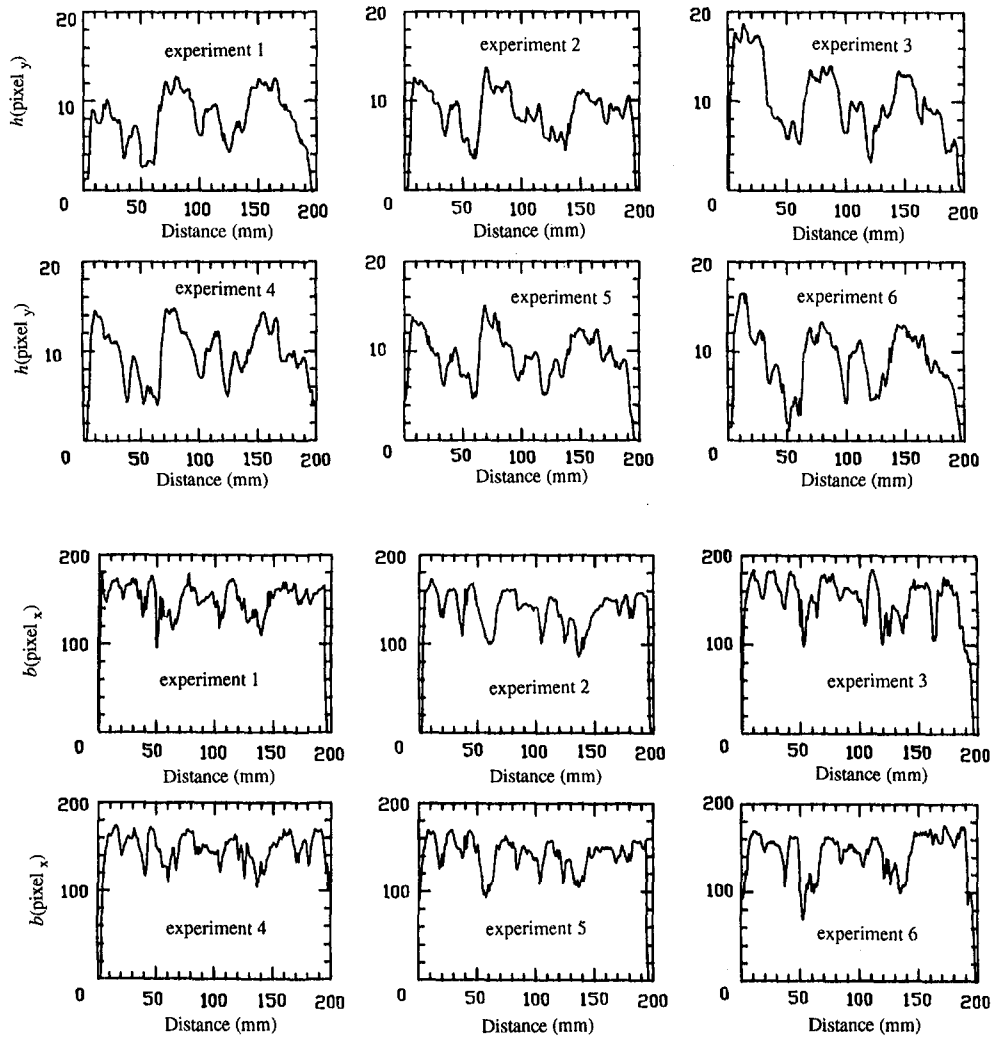 20
10
0
h(pixel y)
experiment 1
50 100 150 200
Distance (mm)
20
10
0
experiment 2
50 100 150 200
Distance (mm)
20
10
0
experiment 3
50 100 150 200
Distance (mm)
20
10
0
h(pixel y)
experiment 4
50 100 150 200
Distance (mm)
20
10
0
experiment 5
50 100 150 200
Distance (mm)
20
10
0
experiment 6
50 100 150 200
Distance (mm)
200
100
0
b(pixel x)
experiment 1
50 100 150 200
Distance (mm)
200
100
0
experiment 2
50 100 150 200
Distance (mm)
200
100
0
experiment 3
50 100 150 200
Distance (mm)
200
100
0
b(pixel x)
experiment 4
50 100 150 200
Distance (mm)
200
100
0
experiment 5
50 100 150 200
Distance (mm)
200
100
0
experiment 6
50 100 150 200
Distance (mm)